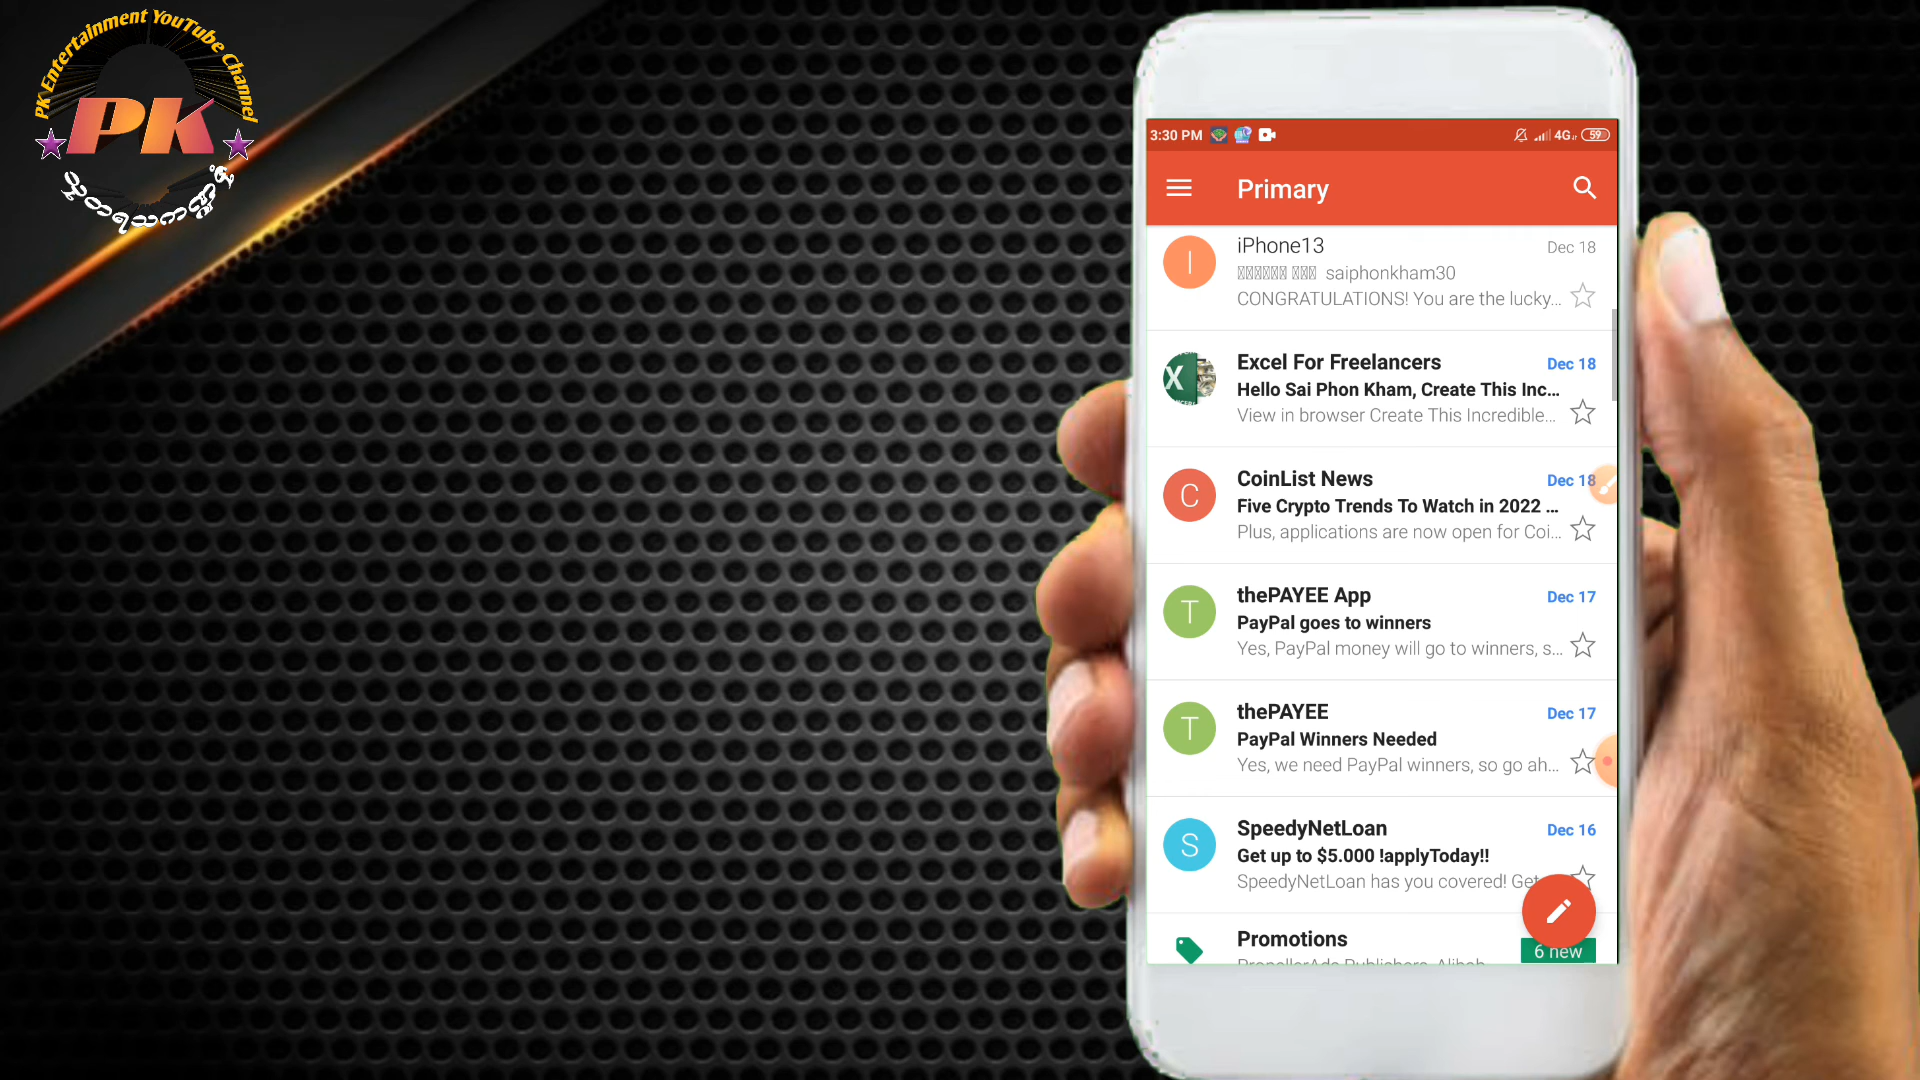 PK Entertainment YouTube Channel
PK
3:30 PM
4G
59
Primary
iPhone13
Dec 18
saiphonkham30
CONGRATULATIONS! You are the lucky...
Excel For Freelancers
Dec 18
Hello Sai Phon Kham, Create This Inc...
View in browser Create This Incredible...
CoinList News
Dec 18
Five Crypto Trends To Watch in 2022 ...
Plus, applications are now open for Coi...
thePAYEE App
Dec 17
PayPal goes to winners
Yes, PayPal money will go to winners, s...
thePAYEE
Dec 17
PayPal Winners Needed
Yes, we need PayPal winners, so go ah...
SpeedyNetLoan
Dec 16
Get up to $5.000 !applyToday!!
SpeedyNetLoan has you covered! Get
Promotions
6 new
PropellerAds Publishers, Alibab